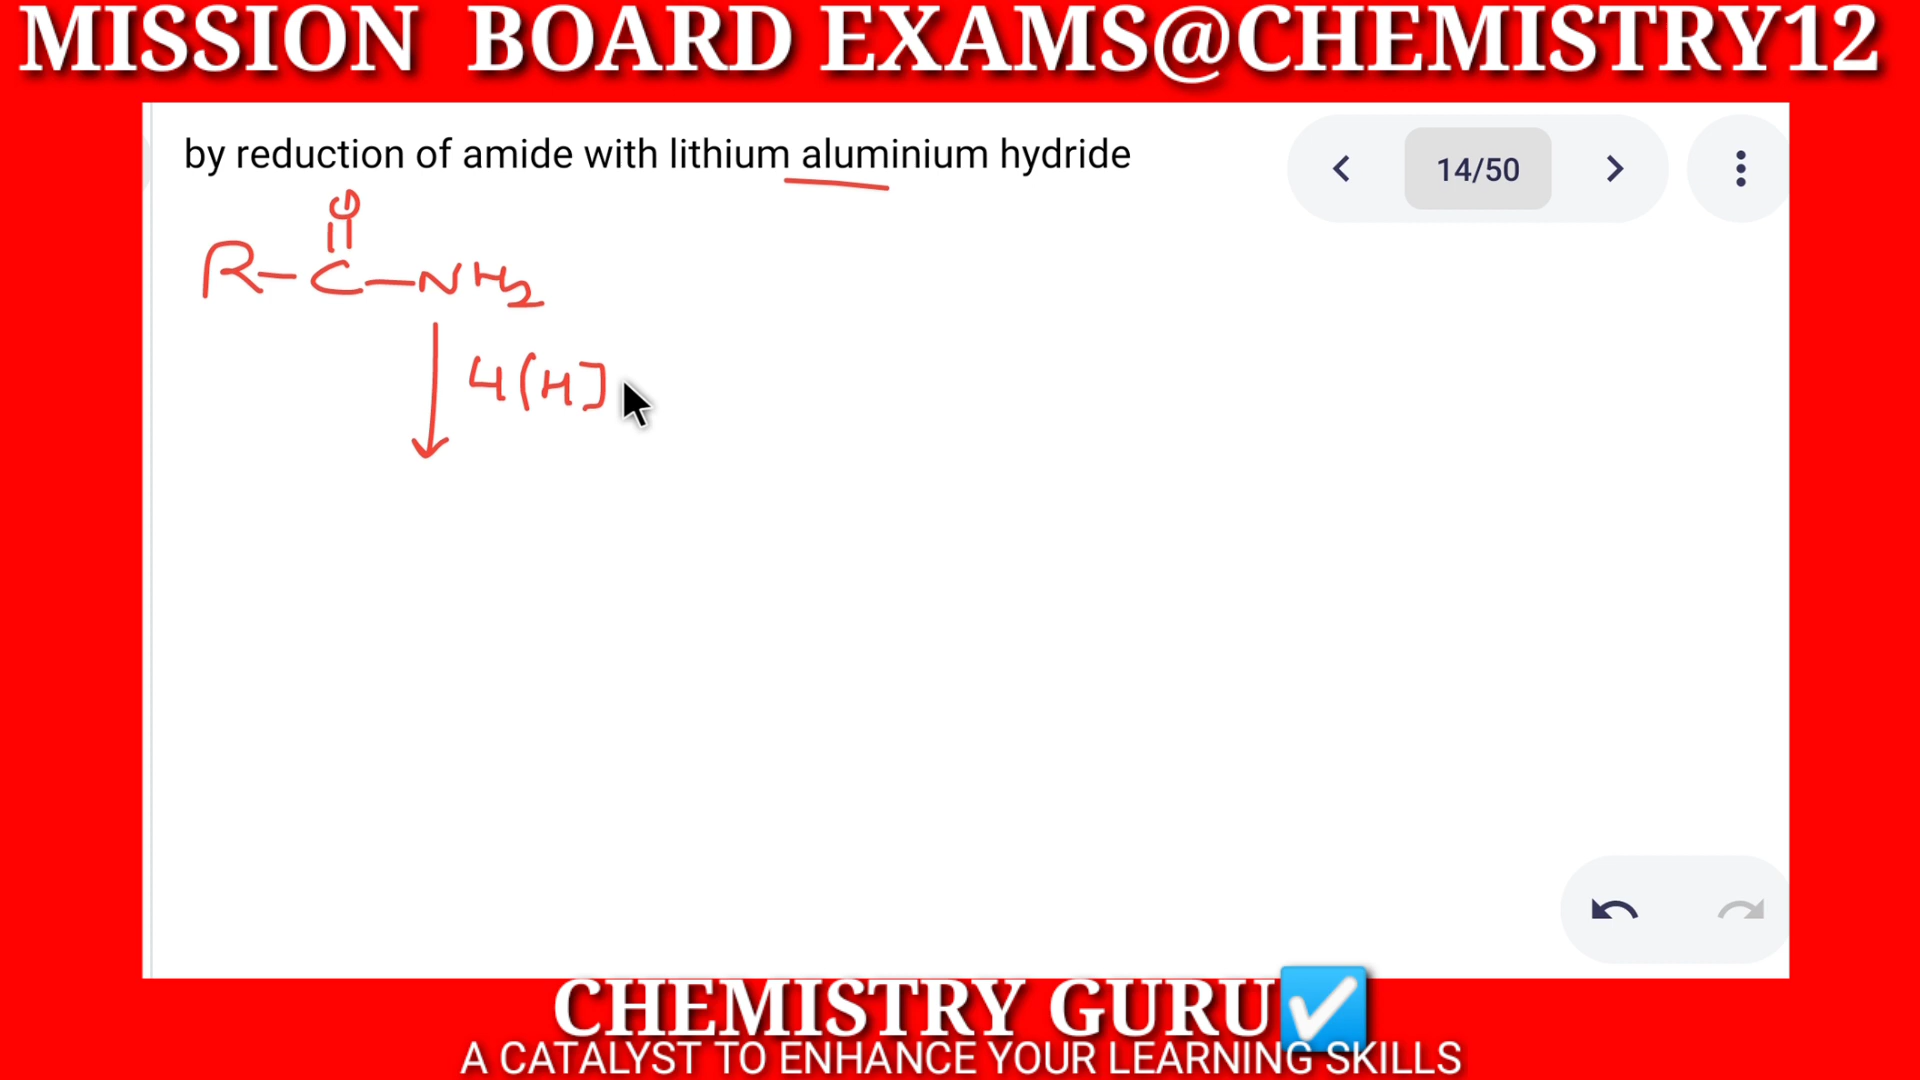 MISSION BOARD EXAMS@CHEMISTRY12
by reduction of amide with lithium aluminium hydride
14/50
O
R-C-NH2
4(H]
CHEMISTRY GURU✅
A CATALYST TO ENHANCE YOUR LEARNING SKILLS